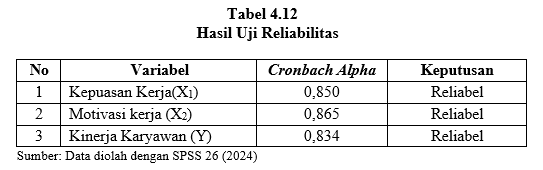 Tabel 4.12
Hasil Uji Reliabilitas
No Variabel Cronbach Alpha Keputusan
1 Kepuasan Kerja(X₁) 0,850 Reliabel
2 Motivasi kerja (X₂) 0,865 Reliabel
3 Kinerja Karyawan (Y) 0,834 Reliabel
Sumber: Data diolah dengan SPSS 26 (2024)